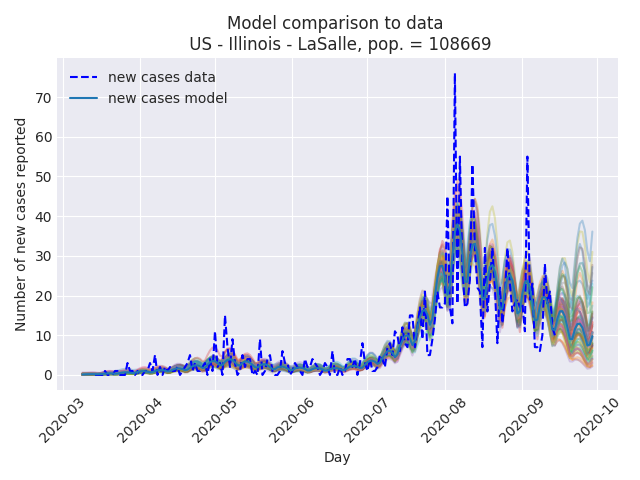 Model comparison to data
US - Illinois - LaSalle, pop. = 108669
new cases data
new cases model
Number of new cases reported
70
60
50
40
30
20
10
0
2020-03
2020-04
2020-05
2020-06
2020-07
2020-08
2020-09
2020-10
Day